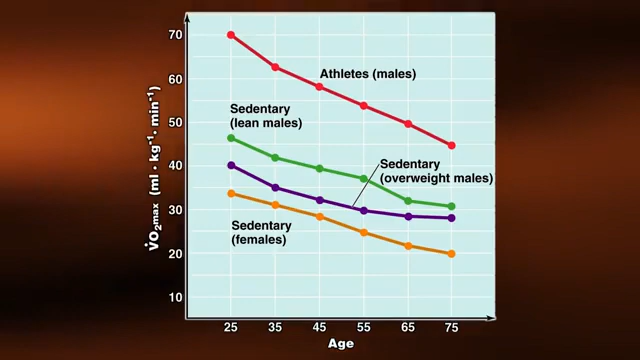 70
60
50
40
30
20
10
V̇O₂max (ml • kg⁻¹ • min⁻¹)
Athletes (males)
Sedentary
(lean males)
Sedentary
(overweight males)
Sedentary
(females)
25 35 45 55 65 75
Age